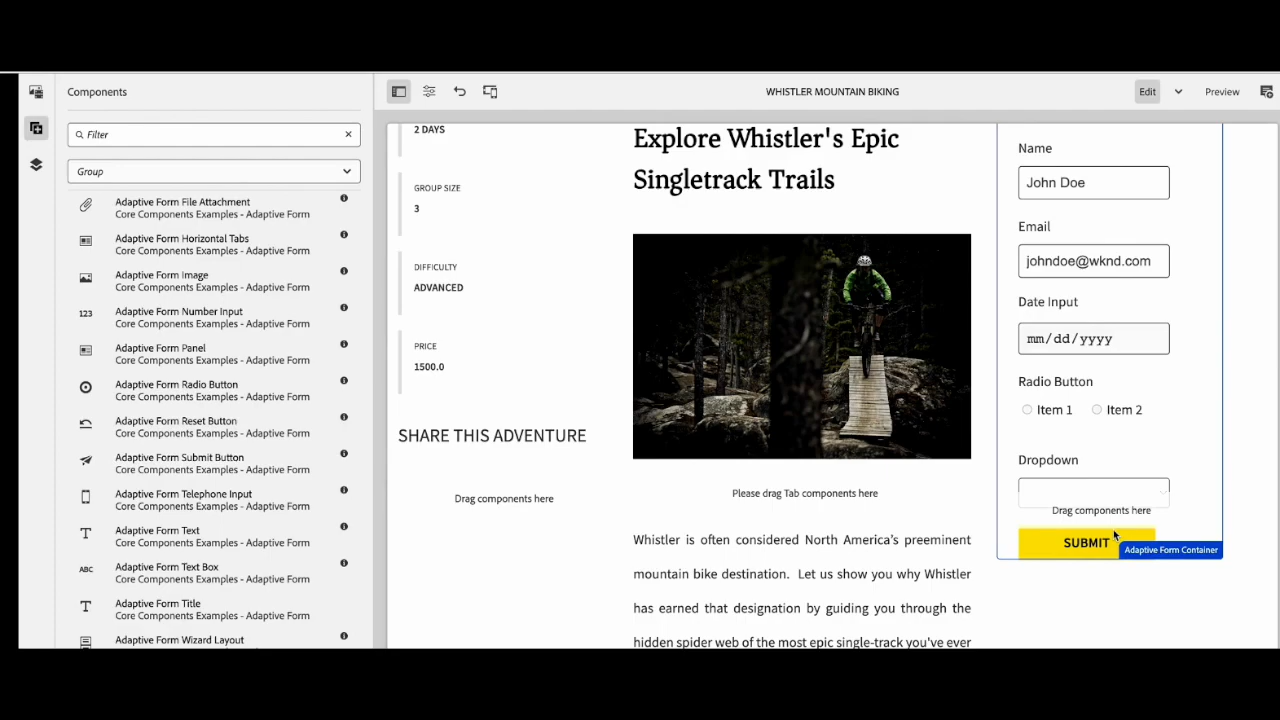 Components
WHISTLER MOUNTAIN BIKING
Edit
Preview
Filter
Group
Adaptive Form File Attachment
Core Components Examples - Adaptive Form
Adaptive Form Horizontal Tabs
Core Components Examples - Adaptive Form
Adaptive Form Image
Core Components Examples - Adaptive Form
123
Adaptive Form Number Input
Core Components Examples - Adaptive Form
Adaptive Form Panel
Core Components Examples - Adaptive Form
Adaptive Form Radio Button
Core Components Examples - Adaptive Form
Adaptive Form Reset Button
Core Components Examples - Adaptive Form
Adaptive Form Submit Button
Core Components Examples - Adaptive Form
Adaptive Form Telephone Input
Core Components Examples - Adaptive Form
Adaptive Form Text
Core Components Examples - Adaptive Form
ABC
Adaptive Form Text Box
Core Components Examples - Adaptive Form
Adaptive Form Title
Core Components Examples - Adaptive Form
Adaptive Form Wizard Layout
2 DAYS
GROUP SIZE
3
DIFFICULTY
ADVANCED
PRICE
1500.0
SHARE THIS ADVENTURE
Drag components here
Explore Whistler's Epic
Singletrack Trails
Please drag Tab components here
Whistler is often considered North America's preeminent
mountain bike destination. Let us show you why Whistler
has earned that designation by guiding you through the
hidden spider web of the most epic single-track you've ever
Name
John Doe
Email
johndoe@wknd.com
Date Input
mm/dd/yyyy
Radio Button
Item 1
Item 2
Dropdown
Drag components here
SUBMIT
Adaptive Form Container